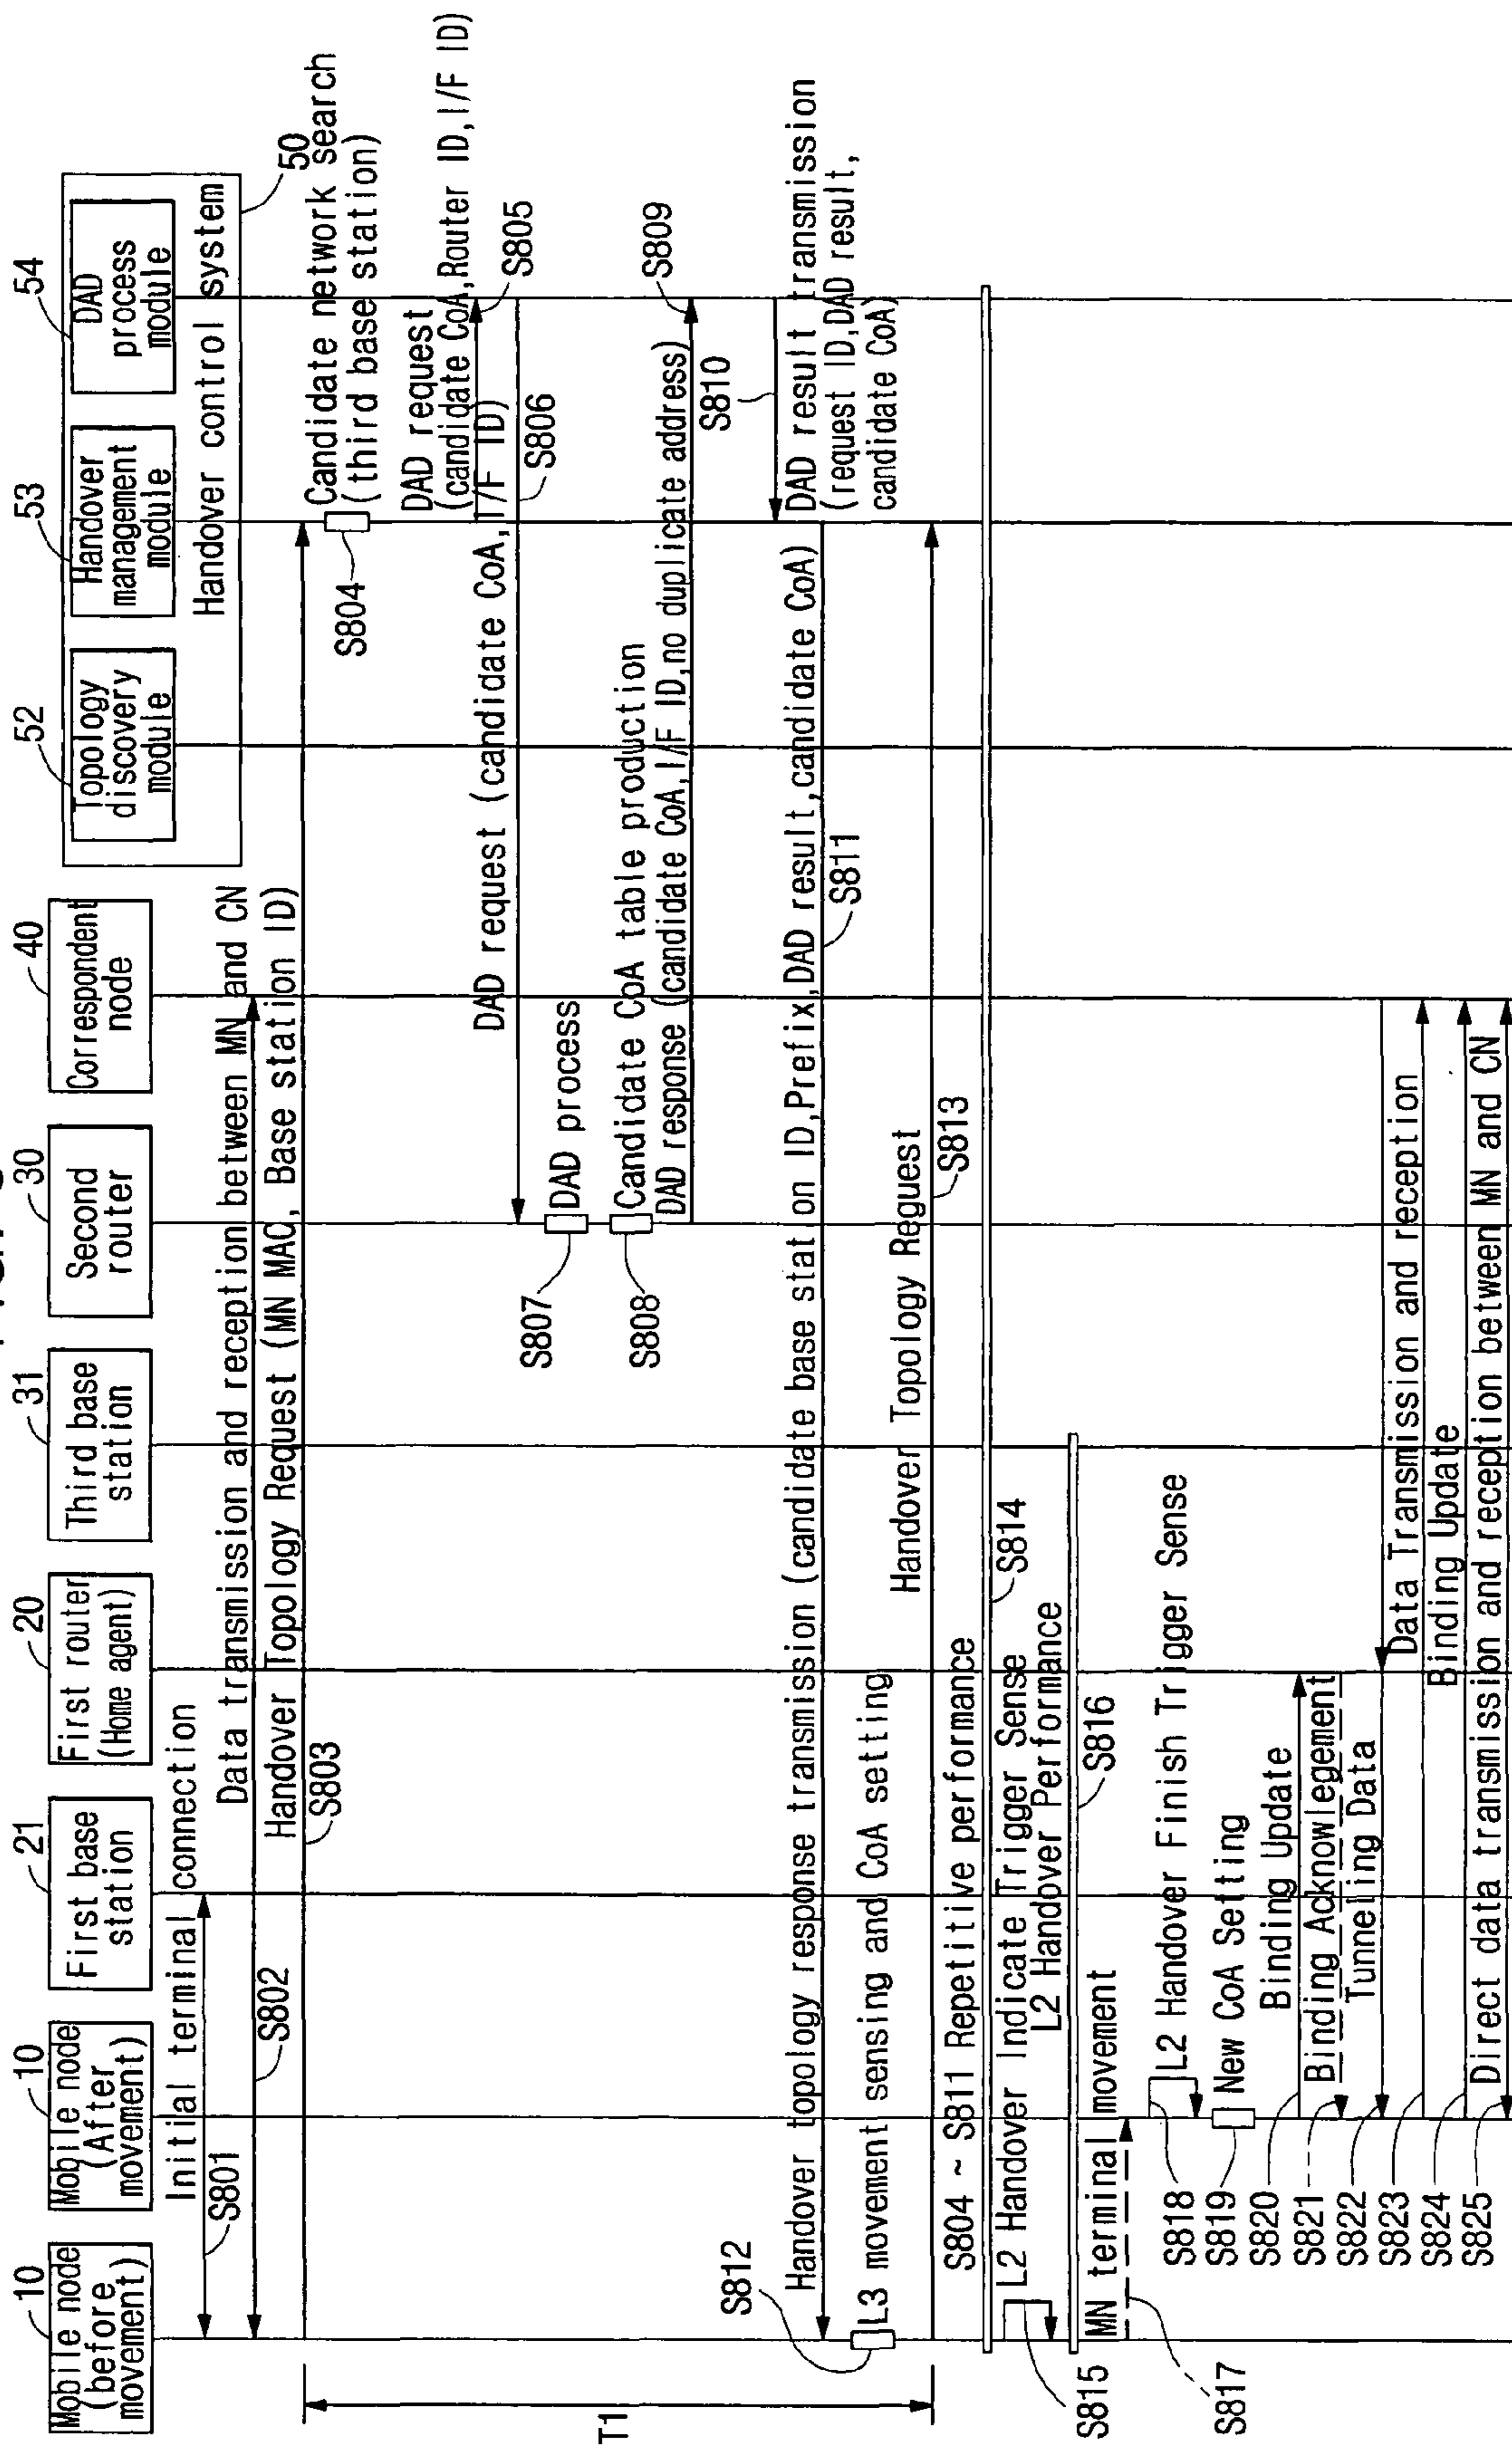 10
Mobile node
(before
movement)
10
Mobile node
(After
movement)
21
First base
station
20
First router
(Home agent)
31
Third base
station
30
Second
router
40
Correspondent
node
52
Topology
discovery
module
53
Handover
management
module
54
DAD
process
module
Handover control system
50
Initial terminal connection
S801
Data transmission and reception between MN and CN
S802
Handover Topology Request (MN MAC, Base station ID)
S803
Candidate network search
(third base station)
S804
DAD request
(candidate CoA,Router ID,I/F ID)
S805
DAD request (candidate CoA,I/F ID)
S806
DAD process
S807
Candidate CoA table production
S808
DAD response (candidate CoA,I/F ID,no duplicate address)
S809
S810
DAD result transmission
(request ID,DAD result,
candidate CoA)
Handover topology response transmission (candidate base stat on ID,Prefix,DAD result,candidate CoA)
S811
S812
L3 movement sensing and CoA setting
T1
Handover Topology Reguest
S813
S804 ~ S811 Repetitive performance
S814
L2 Handover Indicate Trigger Sense
S815
L2 Handover Performance
S816
MN terminal movement
S817
L2 Handover Finish Trigger Sense
S818
New CoA Setting
S819
Binding Update
S820
Binding Acknowlegement
S821
Tunneling Data
S822
Data Transmission and reception
S823
Binding Update
S824
Direct data transmission and reception between MN and CN
S825